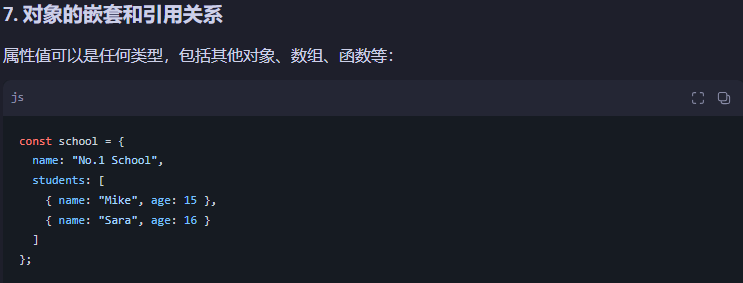 7. 对象的嵌套和引用关系
属性值可以是任何类型，包括其他对象、数组、函数等：
js
const school = {
  name: "No.1 School",
  students: [
    { name: "Mike", age: 15 },
    { name: "Sara", age: 16 }
  ]
};